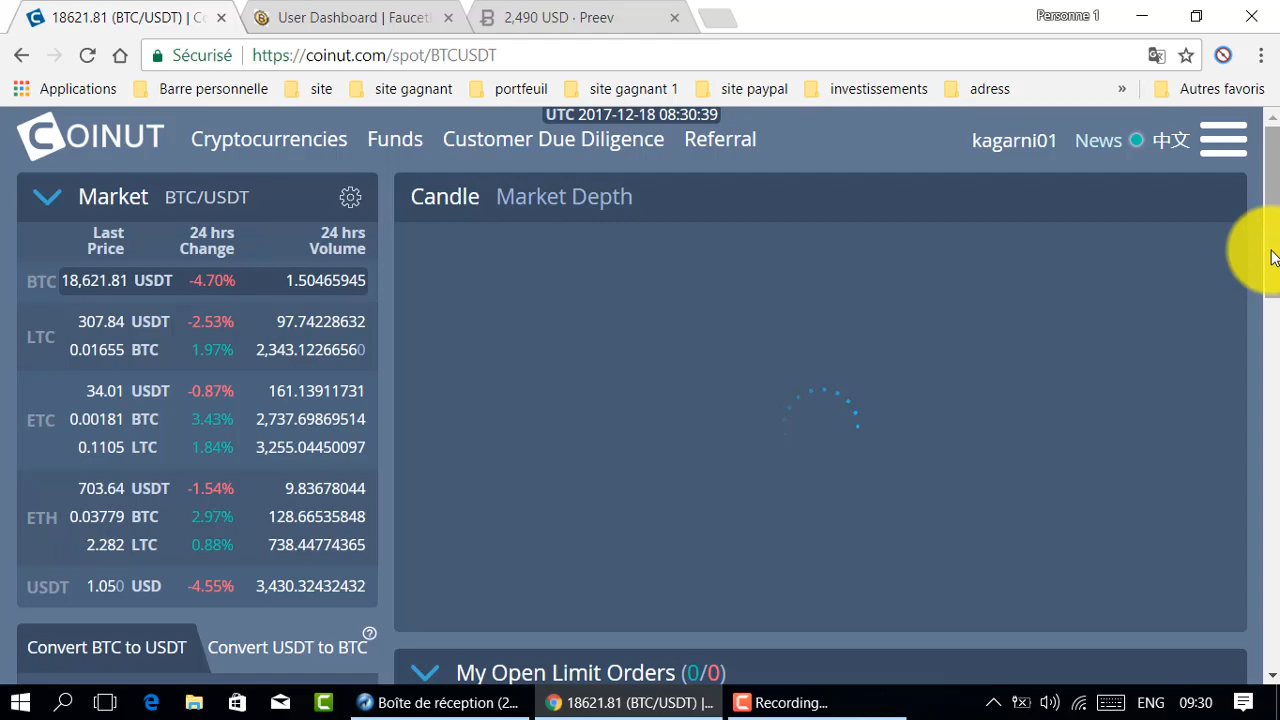 18621.81 (BTC/USDT) | Co
User Dashboard | Faucetl
2,490 USD · Preev
Personne 1
Sécurisé
https://coinut.com/spot/BTCUSDT
Applications
Barre personnelle
site
site gagnant
portfeuil
site gagnant 1
site paypal
investissements
adress
»
Autres favoris
UTC 2017-12-18 08:30:39
COINUT
Cryptocurrencies
Funds
Customer Due Diligence
Referral
kagarni01
News
中文
Market BTC/USDT
Candle Market Depth
Last Price
24 hrs Change
24 hrs Volume
BTC 18,621.81 USDT -4.70% 1.50465945
LTC
307.84 USDT -2.53% 97.74228632
0.01655 BTC 1.97% 2,343.12266560
ETC
34.01 USDT -0.87% 161.13911731
0.00181 BTC 3.43% 2,737.69869514
0.1105 LTC 1.84% 3,255.04450097
ETH
703.64 USDT -1.54% 9.83678044
0.03779 BTC 2.97% 128.66535848
2.282 LTC 0.88% 738.44774365
USDT 1.050 USD -4.55% 3,430.32432432
Convert BTC to USDT
Convert USDT to BTC
?
My Open Limit Orders (0/0)
Boîte de réception (2...
18621.81 (BTC/USDT) |...
Recording...
ENG
09:30